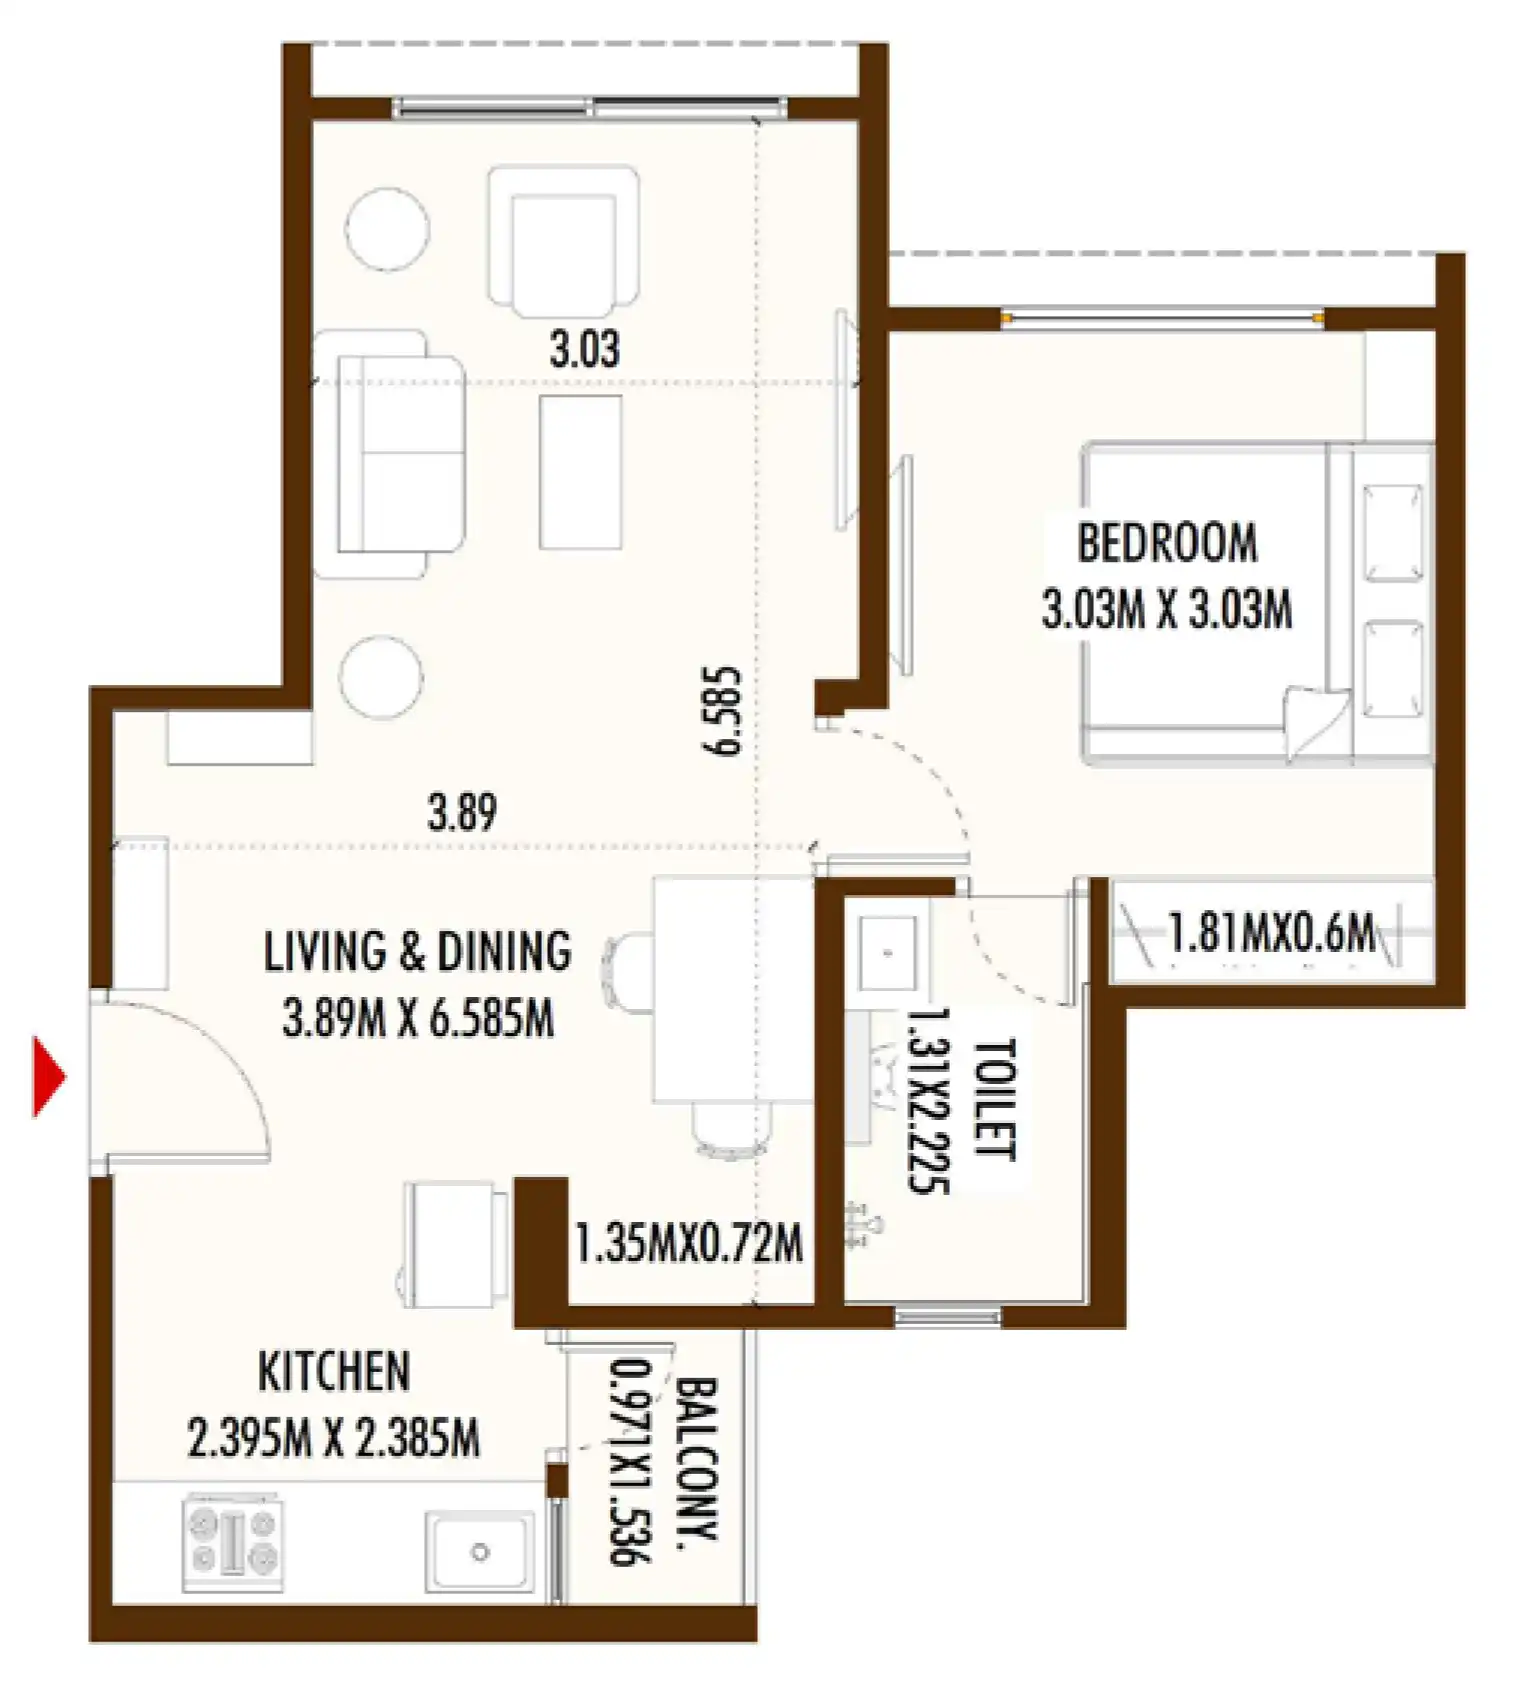 3.03
BEDROOM
3.03M X 3.03M
6.585
3.89
LIVING & DINING
3.89M X 6.585M
1.81MX0.6M
TOILET
1.31X2.225
1.35MX0.72M
KITCHEN
2.395M X 2.385M
BALCONY.
0.971X1.536